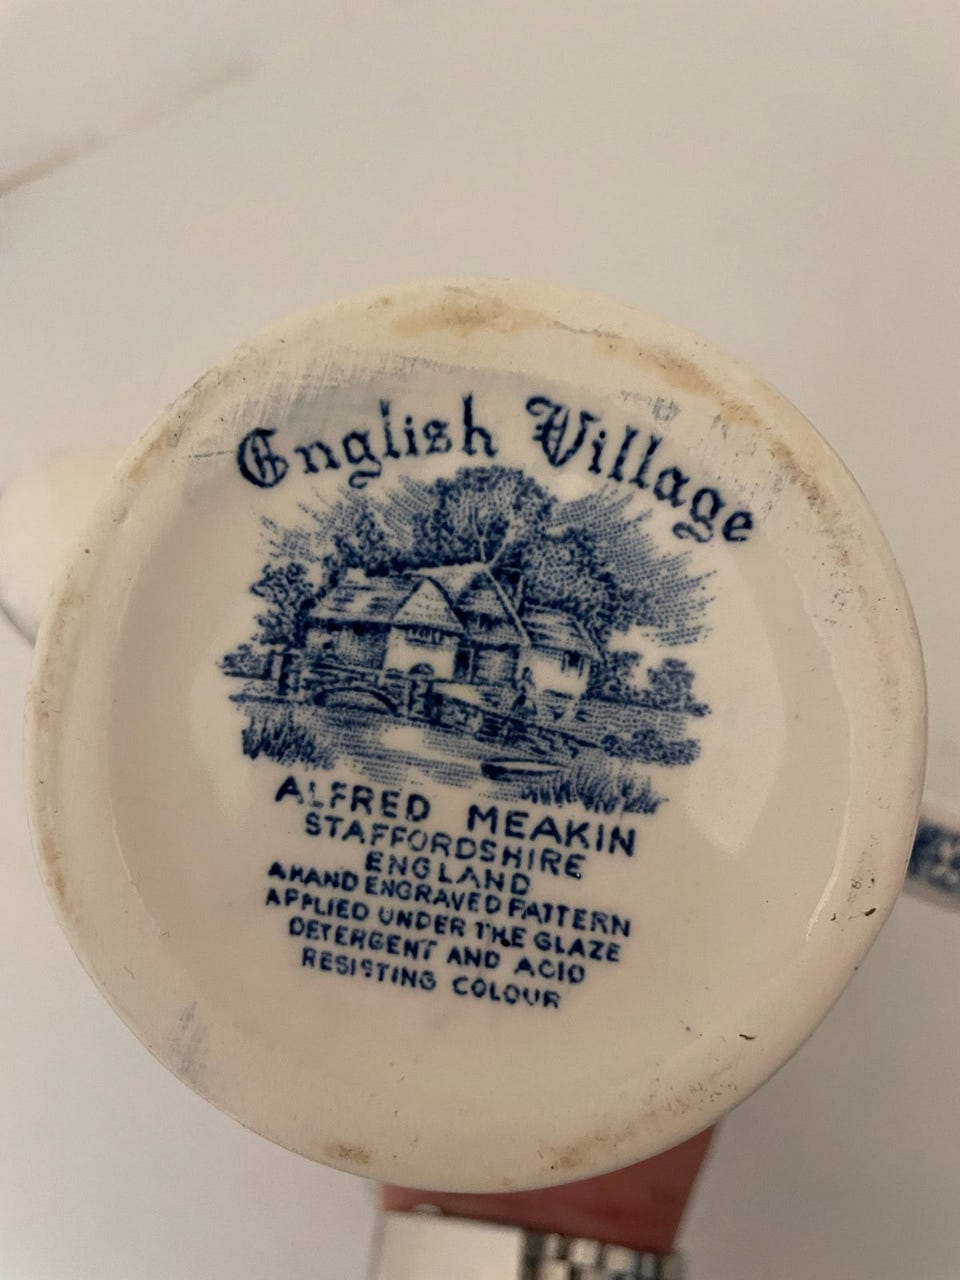 English Village
ALFRED MEAKIN
STAFFORDSHIRE
ENGLAND
A HAND ENGRAVED PATTERN
APPLIED UNDER THE GLAZE
DETERGENT AND ACID
RESISTING COLOUR